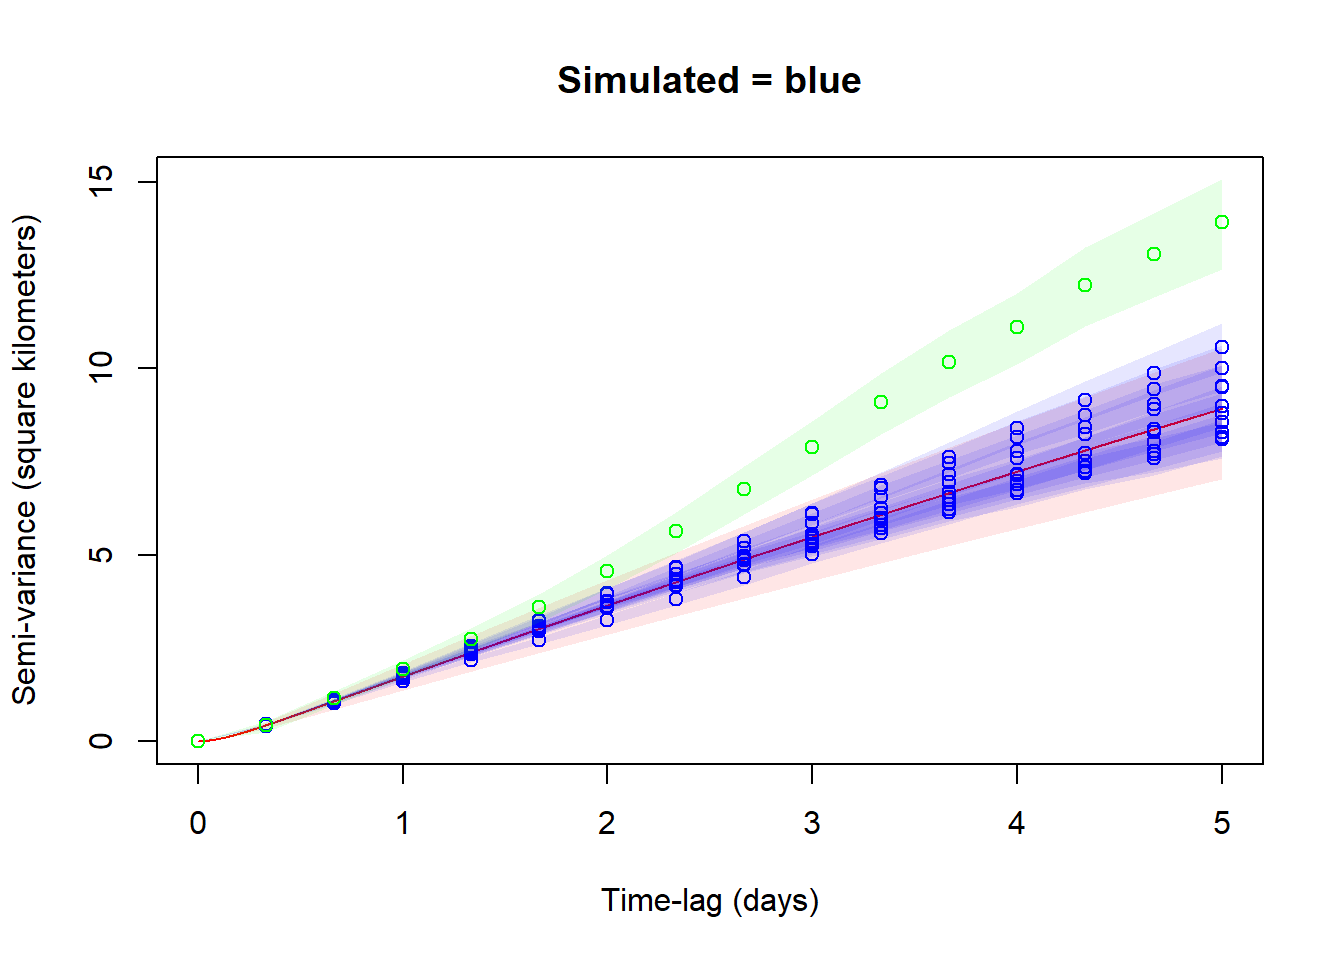 Simulated = blue
Semi-variance (square kilometers)
15
10
5
0
0 1 2 3 4 5
Time-lag (days)